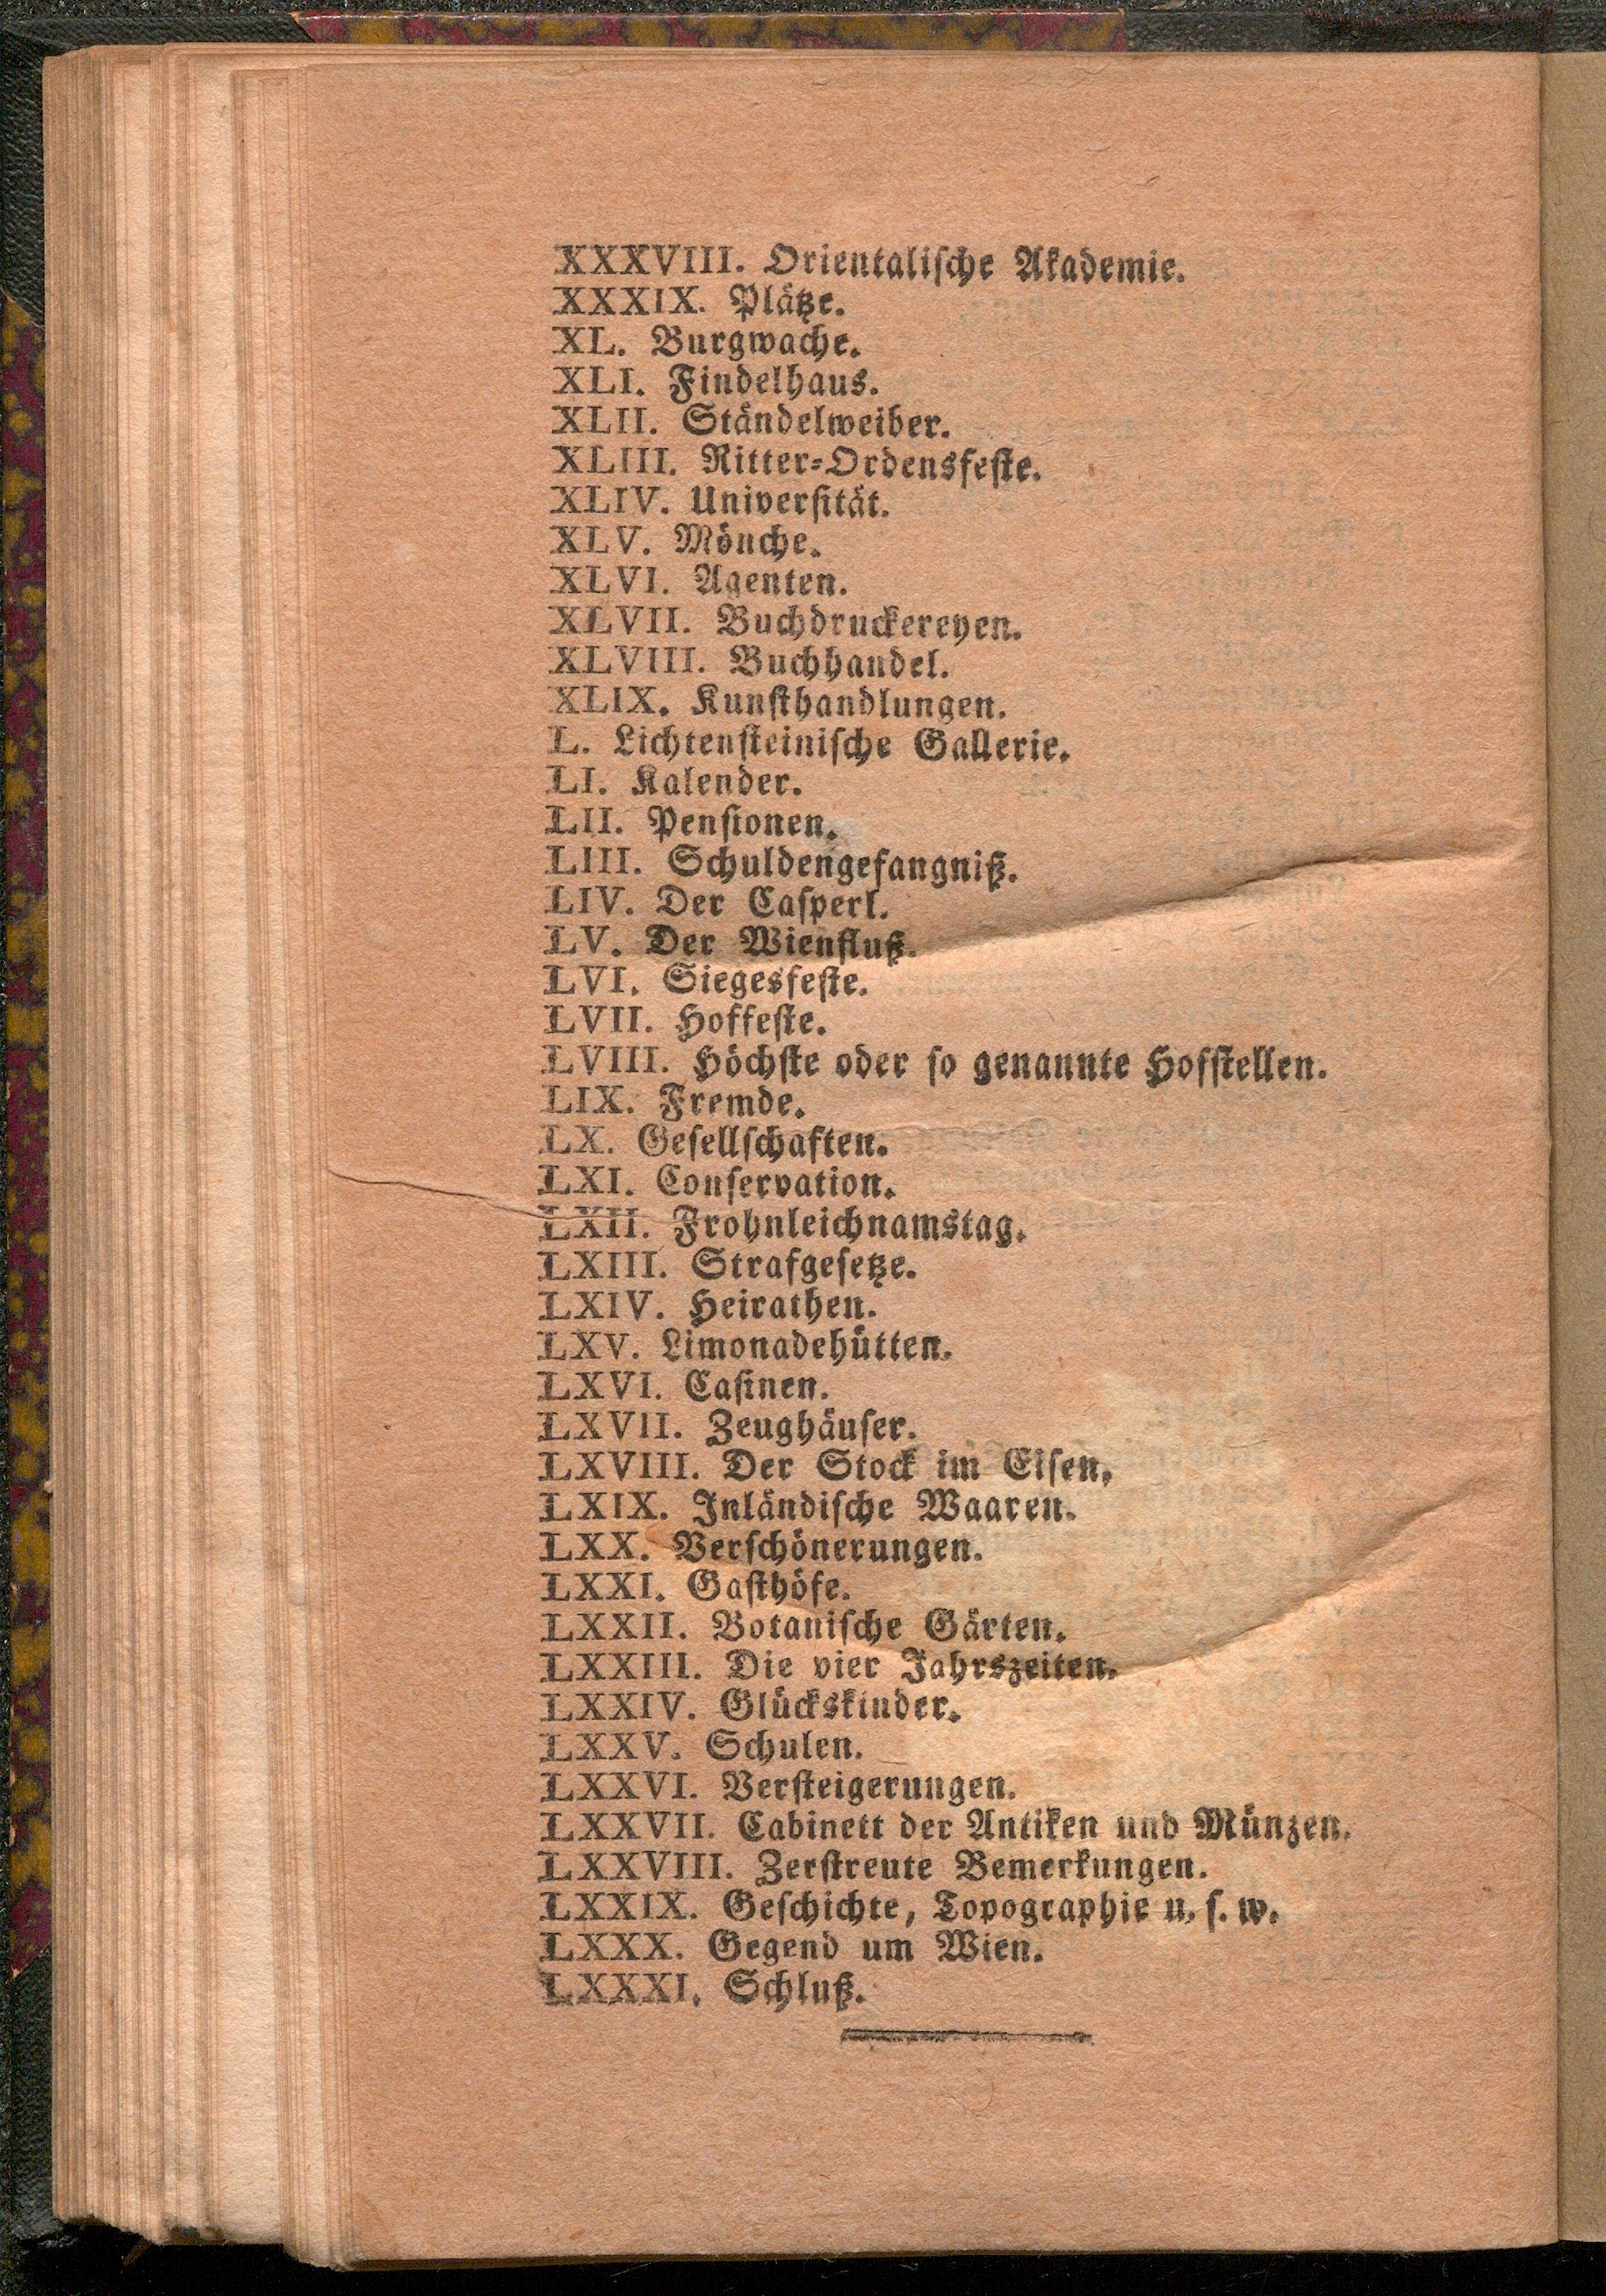 XXXVIII. Orientaliſche Akademie.
XXXIX. Plätze.
XL. Burgwache.
XLI. Findelhaus.
XLII. Ständelweiber.
XLIII. Ritter-Ordensfeſte.
XLIV. Univerſität.
XLV. Mönche.
XLVI. Agenten.
XLVII. Buchdruckereyen.
XLVIII. Buchhandel.
XLIX. Kunſthandlungen.
L. Lichtenſteiniſche Gallerie.
LI. Kalender.
LII. Penſionen.
LIII. Schuldengefangniß.
LIV. Der Caſperl.
LV. Der Wienfluß.
LVI. Siegesfeſte.
LVII. Hoffeſte.
LVIII. Höchſte oder ſo genannte Hofſtellen.
LIX. Fremde.
LX. Geſellſchaften.
LXI. Conſervation.
LXII. Frohnleichnamstag.
LXIII. Strafgeſetze.
LXIV. Heirathen.
LXV. Limonadehütten.
LXVI. Caſinen.
LXVII. Zeughäuſer.
LXVIII. Der Stock im Eiſen.
LXIX. Inländiſche Waaren.
LXX. Verſchönerungen.
LXXI. Gaſthöfe.
LXXII. Botaniſche Gärten.
LXXIII. Die vier Jahrszeiten.
LXXIV. Glückskinder.
LXXV. Schulen.
LXXVI. Verſteigerungen.
LXXVII. Cabinett der Antiken und Münzen.
LXXVIII. Zerſtreute Bemerkungen.
LXXIX. Geſchichte, Topographie u. ſ. w.
LXXX. Gegend um Wien.
LXXXI. Schluß.